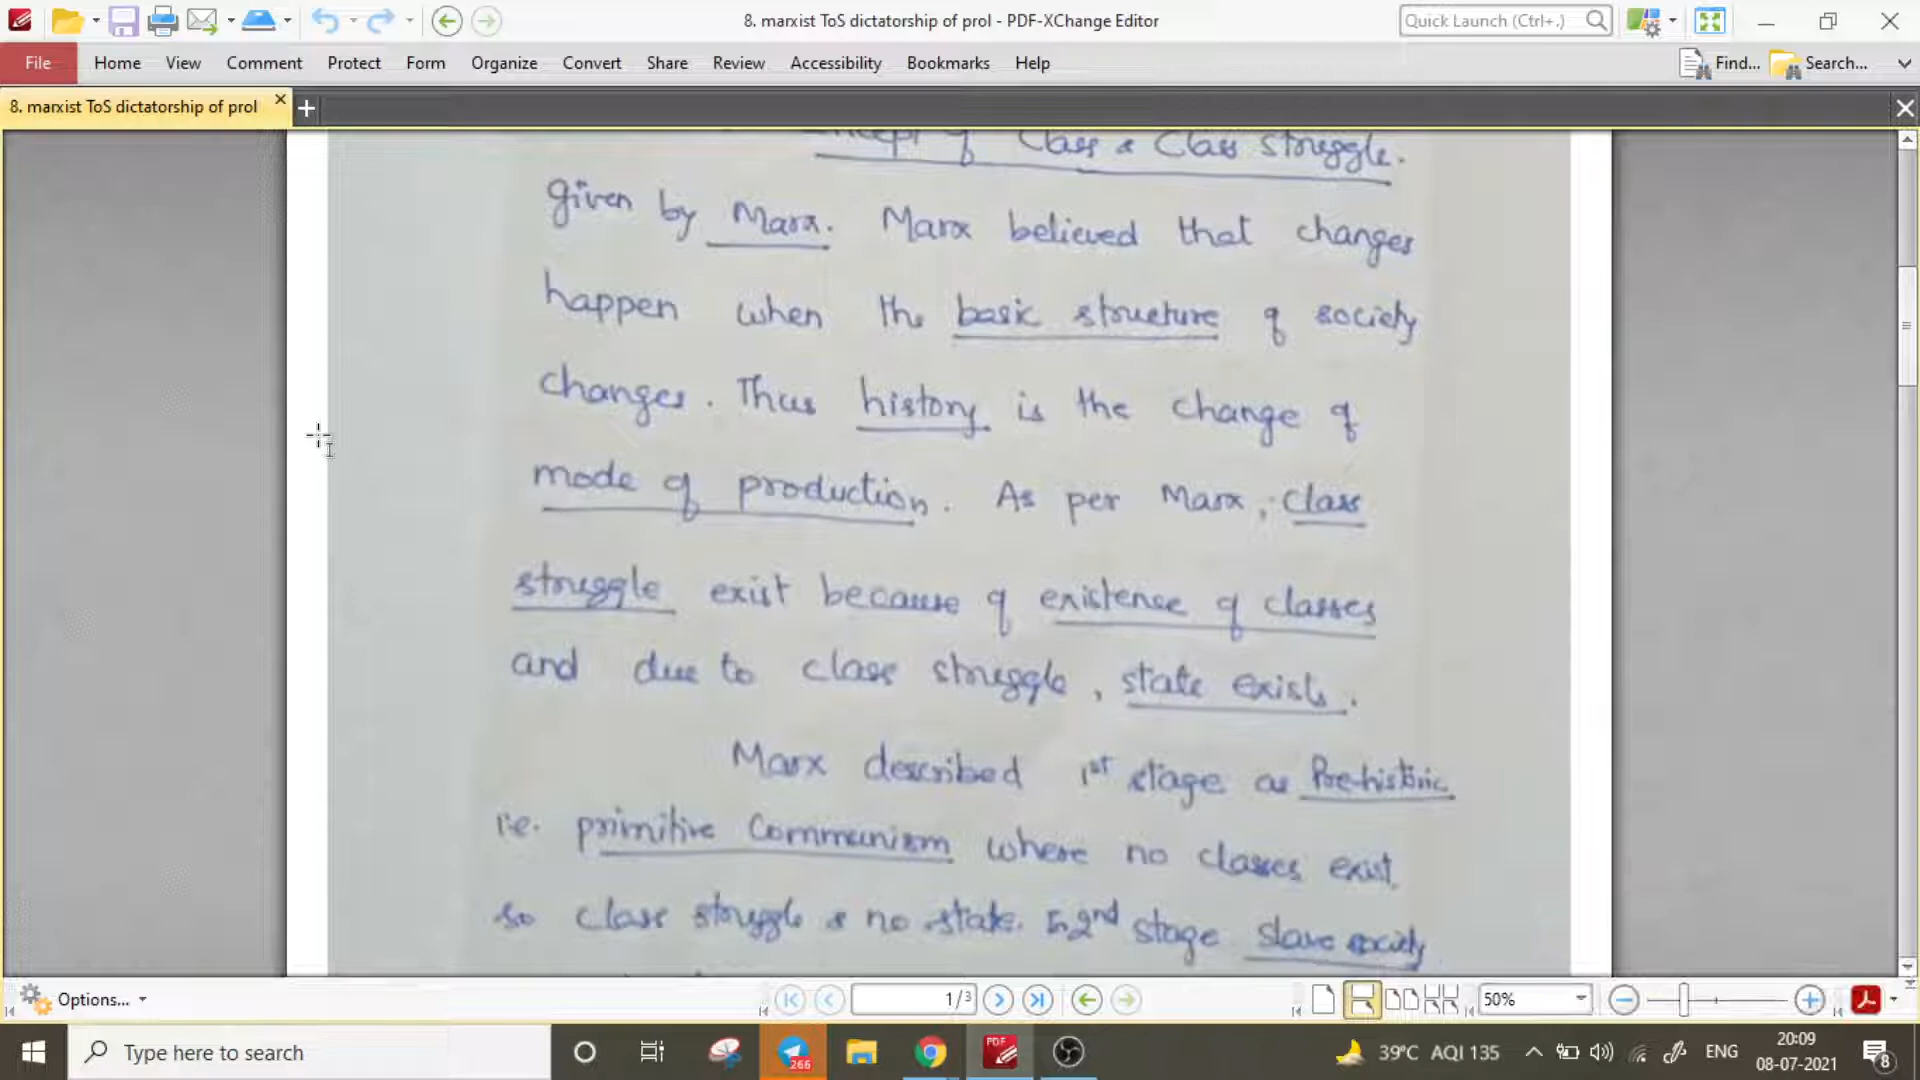 8. marxist ToS dictatorship of prol - PDF-XChange Editor
Quick Launch (Ctrl+.)
File Home View Comment Protect Form Organize Convert Share Review Accessibility Bookmarks Help Find... Search...
8. marxist ToS dictatorship of prol
of Class & Class struggle.
given by Marx. Marx believed that changes
happen when the basic structure of society
changes. Thus history is the change of
mode of production. As per Marx, class
struggle exist because of existense of classes
and due to class struggle, state exists.
Marx described 1st stage as Pre-historic
i.e. primitive Communism where no classes exist.
so class struggle & no state. In 2nd stage slave society
Options... 1/3 50%
Type here to search
266
PDF
39°C AQI 135 ENG
20:09
08-07-2021
8